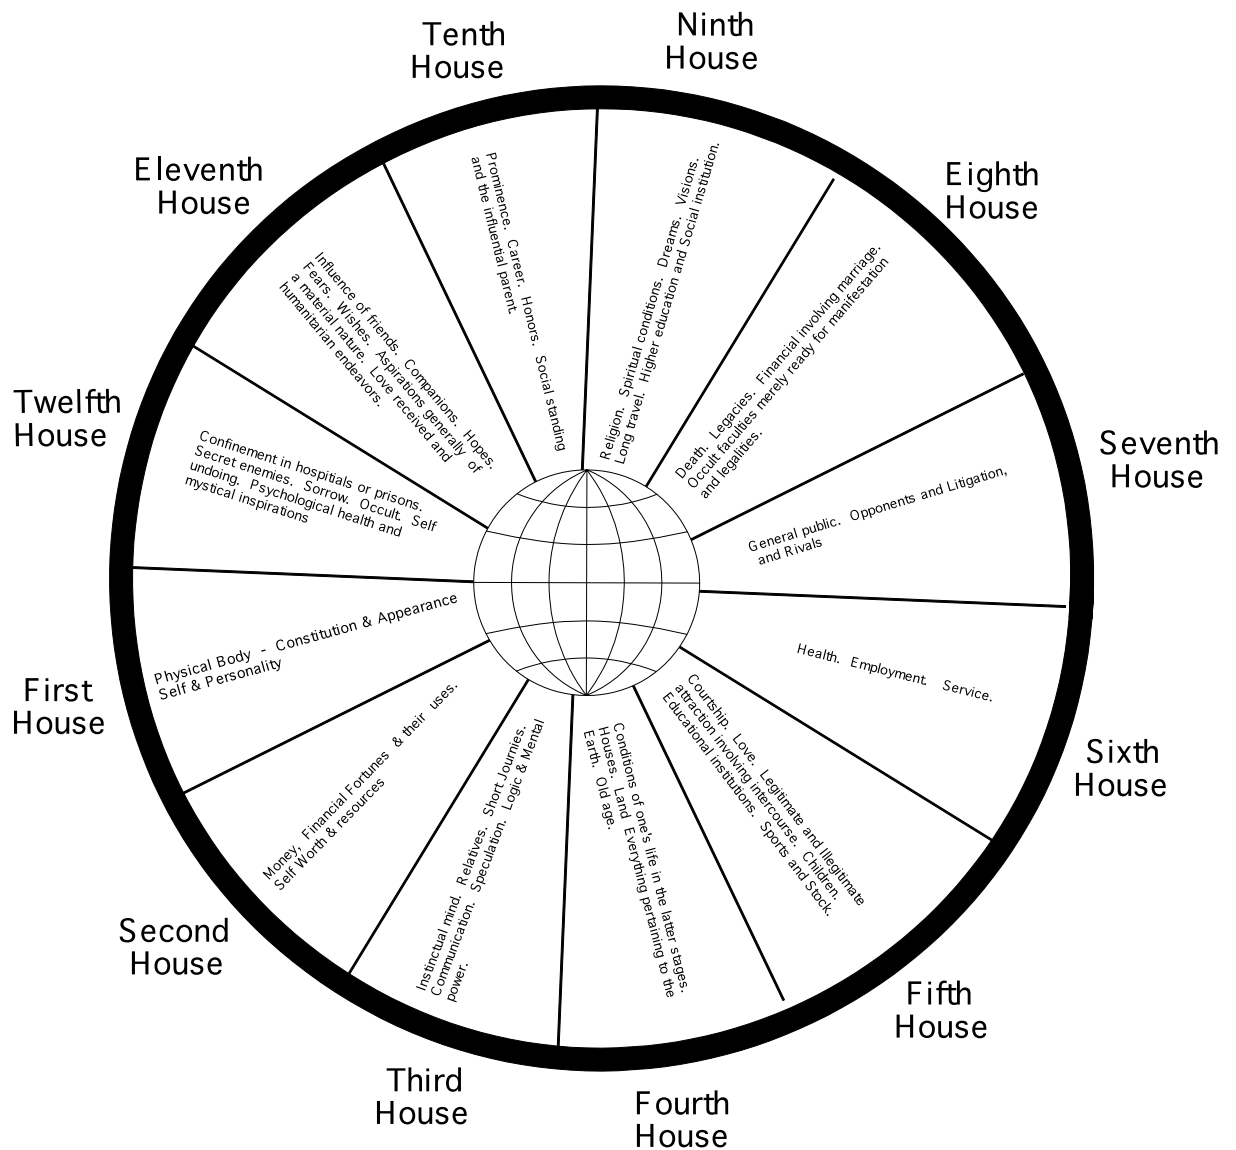 Tenth
House
Prominence. Career. Honors. Social standing
and the influential parent.
Ninth
House
Religion. Spiritual conditions. Dreams. Visions.
Long travel. Higher education and Social institution.
Eighth
House
Death. Legacies. Financial involving marriage.
Occult faculties merely ready for manifestation
and legalities.
Seventh
House
General public. Opponents and Litigation,
and Rivals
Sixth
House
Health. Employment. Service.
Fifth
House
Courtship. Love. Legitimate and Illegitimate
attraction involving intercourse. Children.
Educational institutions. Sports and Stock.
Fourth
House
Conditions of one's life in the latter stages.
Houses. Land Everything pertaining to the
Earth. Old age.
Third
House
Instinctual mind. Relatives. Short Journies.
Communication. Speculation. Logic & Mental
power.
Second
House
Money, Financial Fortunes & their uses.
Self Worth & resources
First
House
Physical Body - Constitution & Appearance
Self & Personality
Twelfth
House
Confinement in hospitials or prisons.
Secret enemies. Sorrow. Occult. Self
undoing. Psychological health and
mystical inspirations
Eleventh
House
Influence of friends. Companions. Hopes.
Fears. Wishes. Aspirations generally of
a material nature. Love received and
humanitarian endeavors.